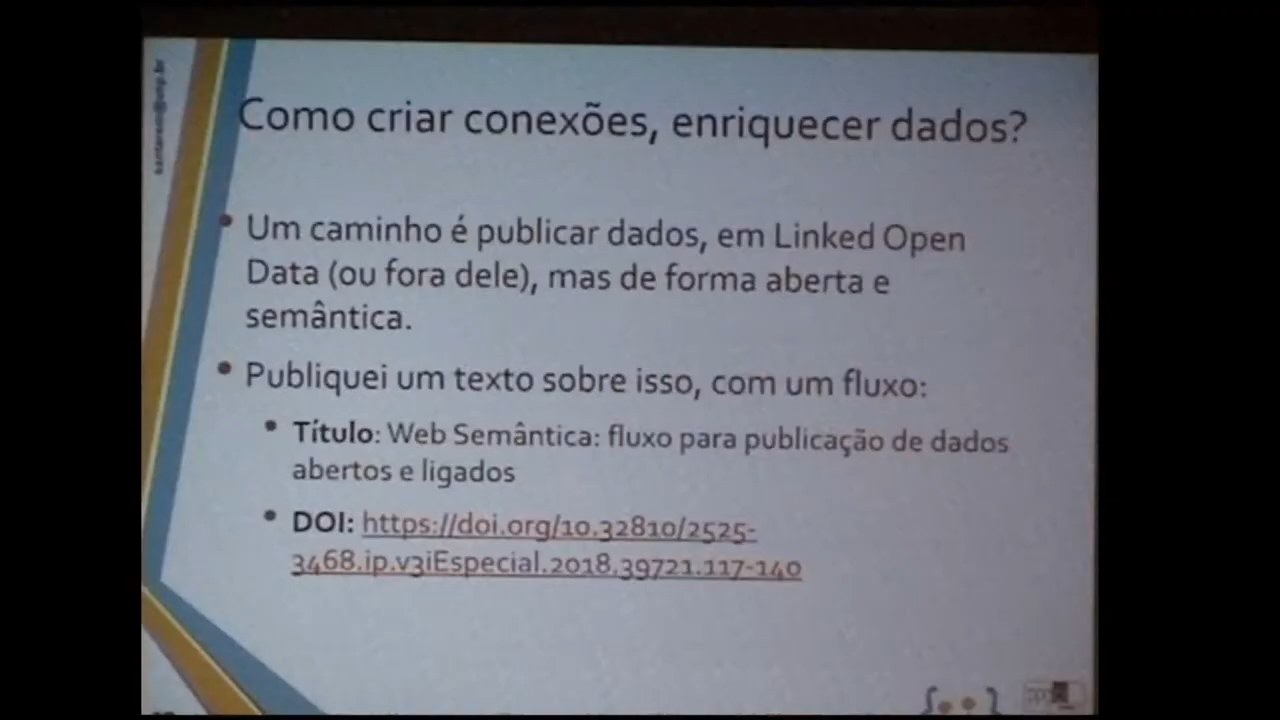 Como criar conexões, enriquecer dados?
• Um caminho é publicar dados, em Linked Open
Data (ou fora dele), mas de forma aberta e
semântica.
• Publiquei um texto sobre isso, com um fluxo:
• Título: Web Semântica: fluxo para publicação de dados
abertos e ligados
• DOI: https://doi.org/10.32810/2525-
3468.ip.v3iEspecial.2018.39721.117-140